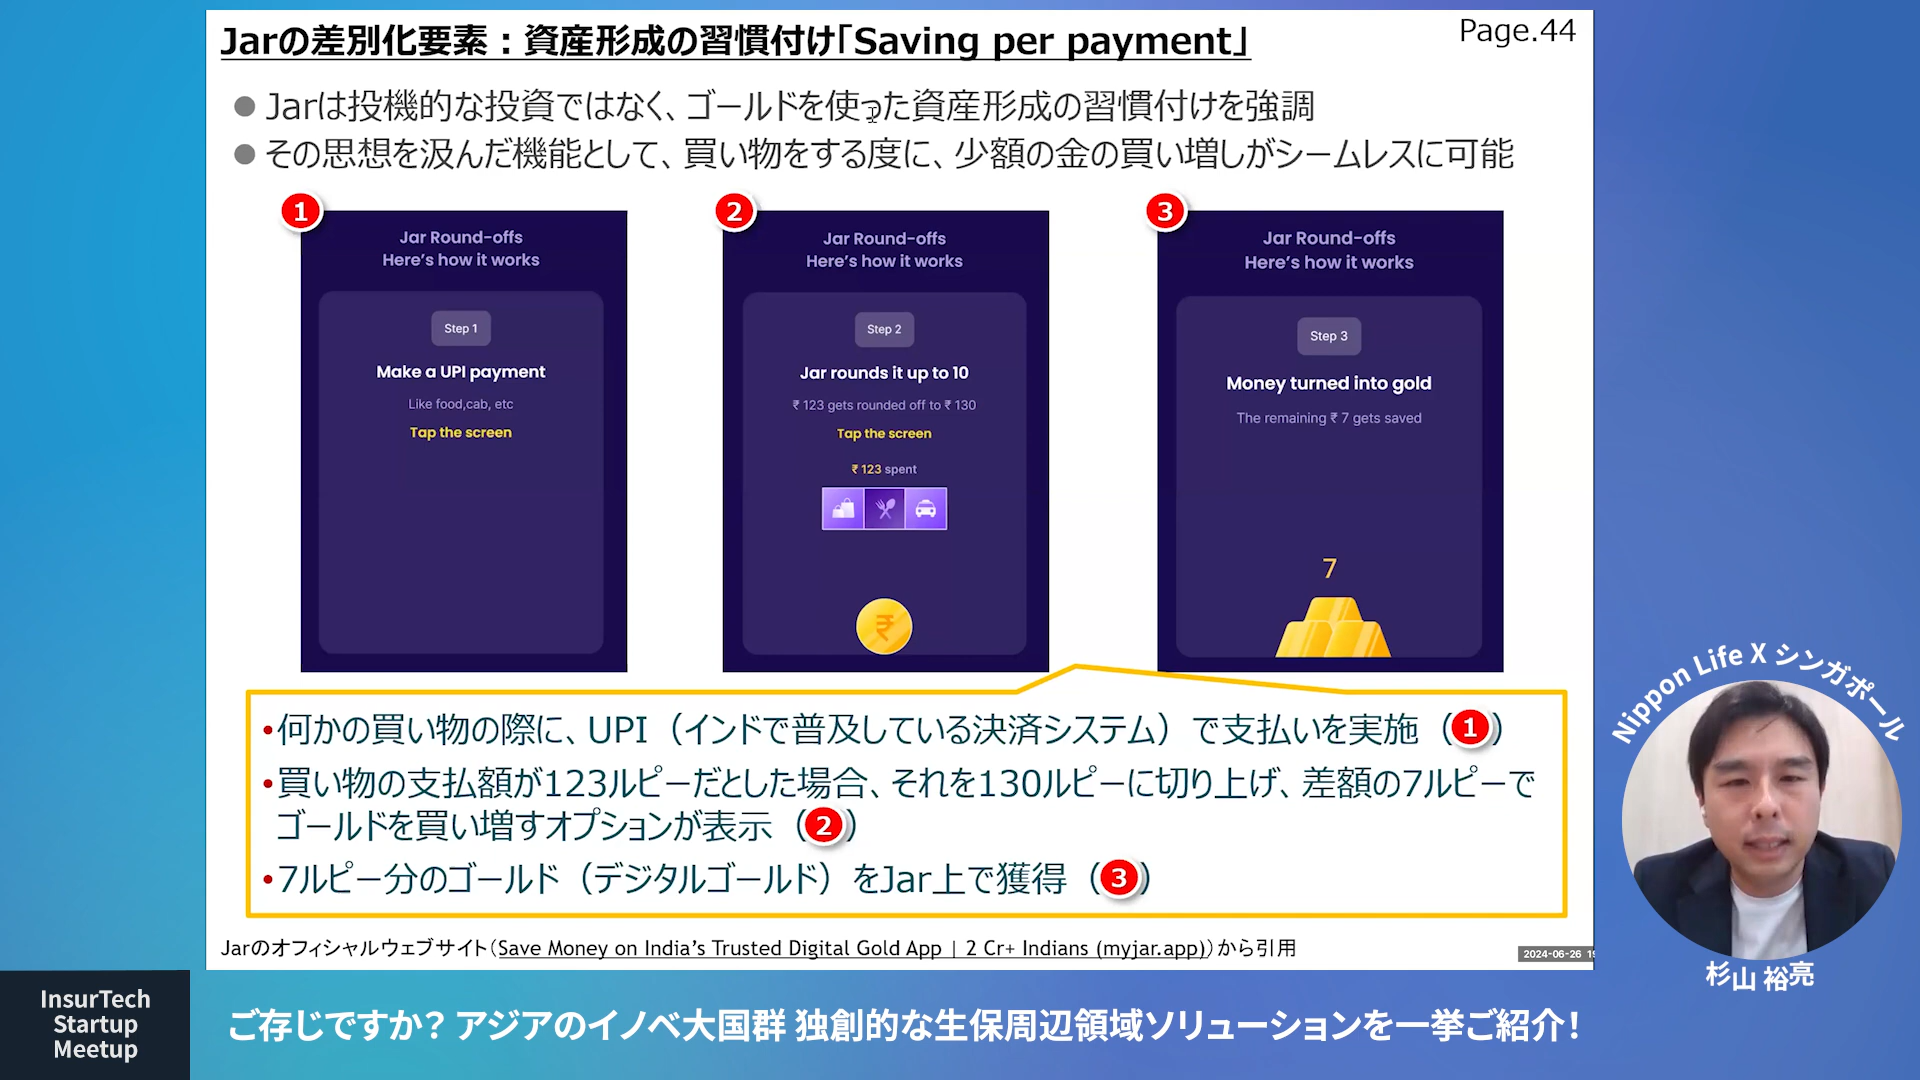 Jarの差別化要素：資産形成の習慣付け「Saving per payment」
Page.44
● Jarは投機的な投資ではなく、ゴールドを使った資産形成の習慣付けを強調
● その思想を汲んだ機能として、買い物をする度に、少額の金の買い増しがシームレスに可能
1
Jar Round-offs
Here's how it works
Step 1
Make a UPI payment
Like food,cab, etc
Tap the screen
2
Jar Round-offs
Here's how it works
Step 2
Jar rounds it up to 10
₹ 123 gets rounded off to ₹ 130
Tap the screen
₹ 123 spent
₹
3
Jar Round-offs
Here's how it works
Step 3
Money turned into gold
The remaining ₹ 7 gets saved
7
•何かの買い物の際に、UPI（インドで普及している決済システム）で支払いを実施（1）
•買い物の支払額が123ルピーだとした場合、それを130ルピーに切り上げ、差額の7ルピーで
ゴールドを買い増すオプションが表示（2）
•7ルピー分のゴールド（デジタルゴールド）をJar上で獲得（3）
Jarのオフィシャルウェブサイト（Save Money on India's Trusted Digital Gold App | 2 Cr+ Indians (myjar.app)）から引用
2024-06-26
Nippon Life X シンガポール
杉山 裕亮
InsurTech
Startup
Meetup
ご存じですか？ アジアのイノベ大国群 独創的な生保周辺領域ソリューションを一挙ご紹介！